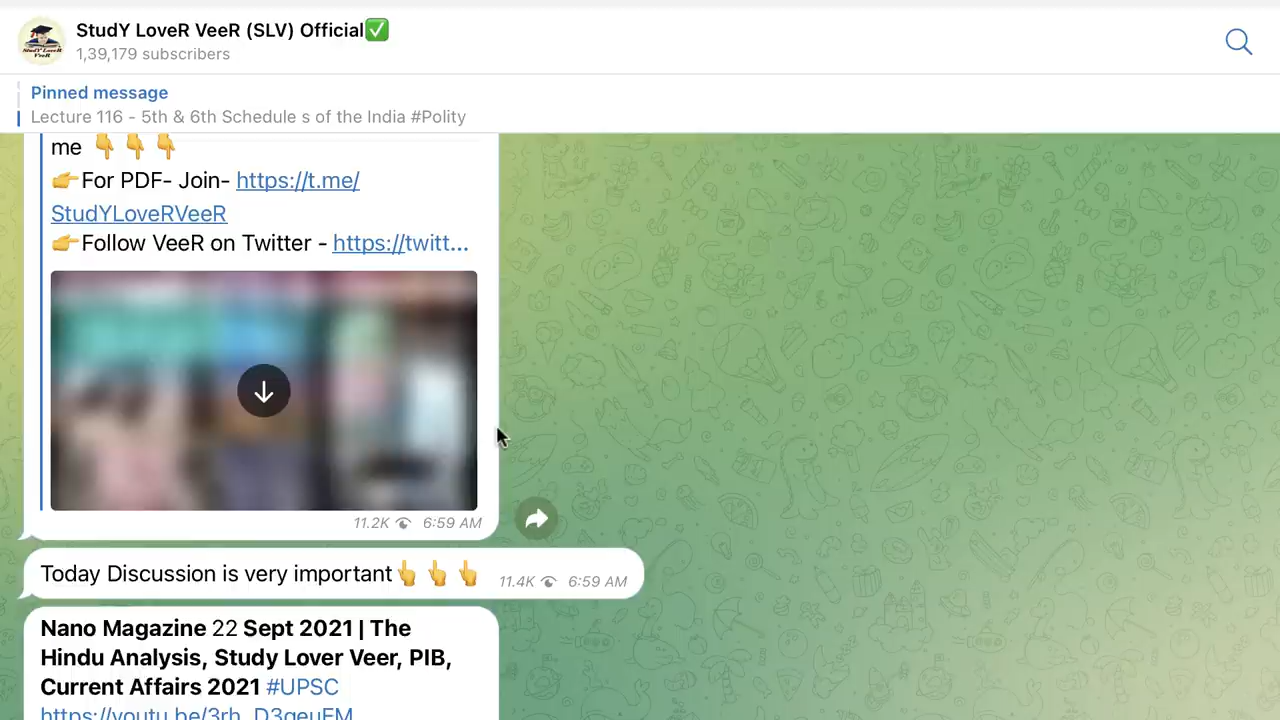 StudY LoveR VeeR (SLV) Official✅
1,39,179 subscribers
Pinned message
Lecture 116 - 5th & 6th Schedule s of the India #Polity
me 👇 👇 👇
👉For PDF- Join- https://t.me/
StudYLoveRVeeR
👉Follow VeeR on Twitter - https://twitt...
11.2K 6:59 AM
Today Discussion is very important👆 👆 👆 11.4K 6:59 AM
Nano Magazine 22 Sept 2021 | The
Hindu Analysis, Study Lover Veer, PIB,
Current Affairs 2021 #UPSC
https://youtu.be/3rh_D3geuFM